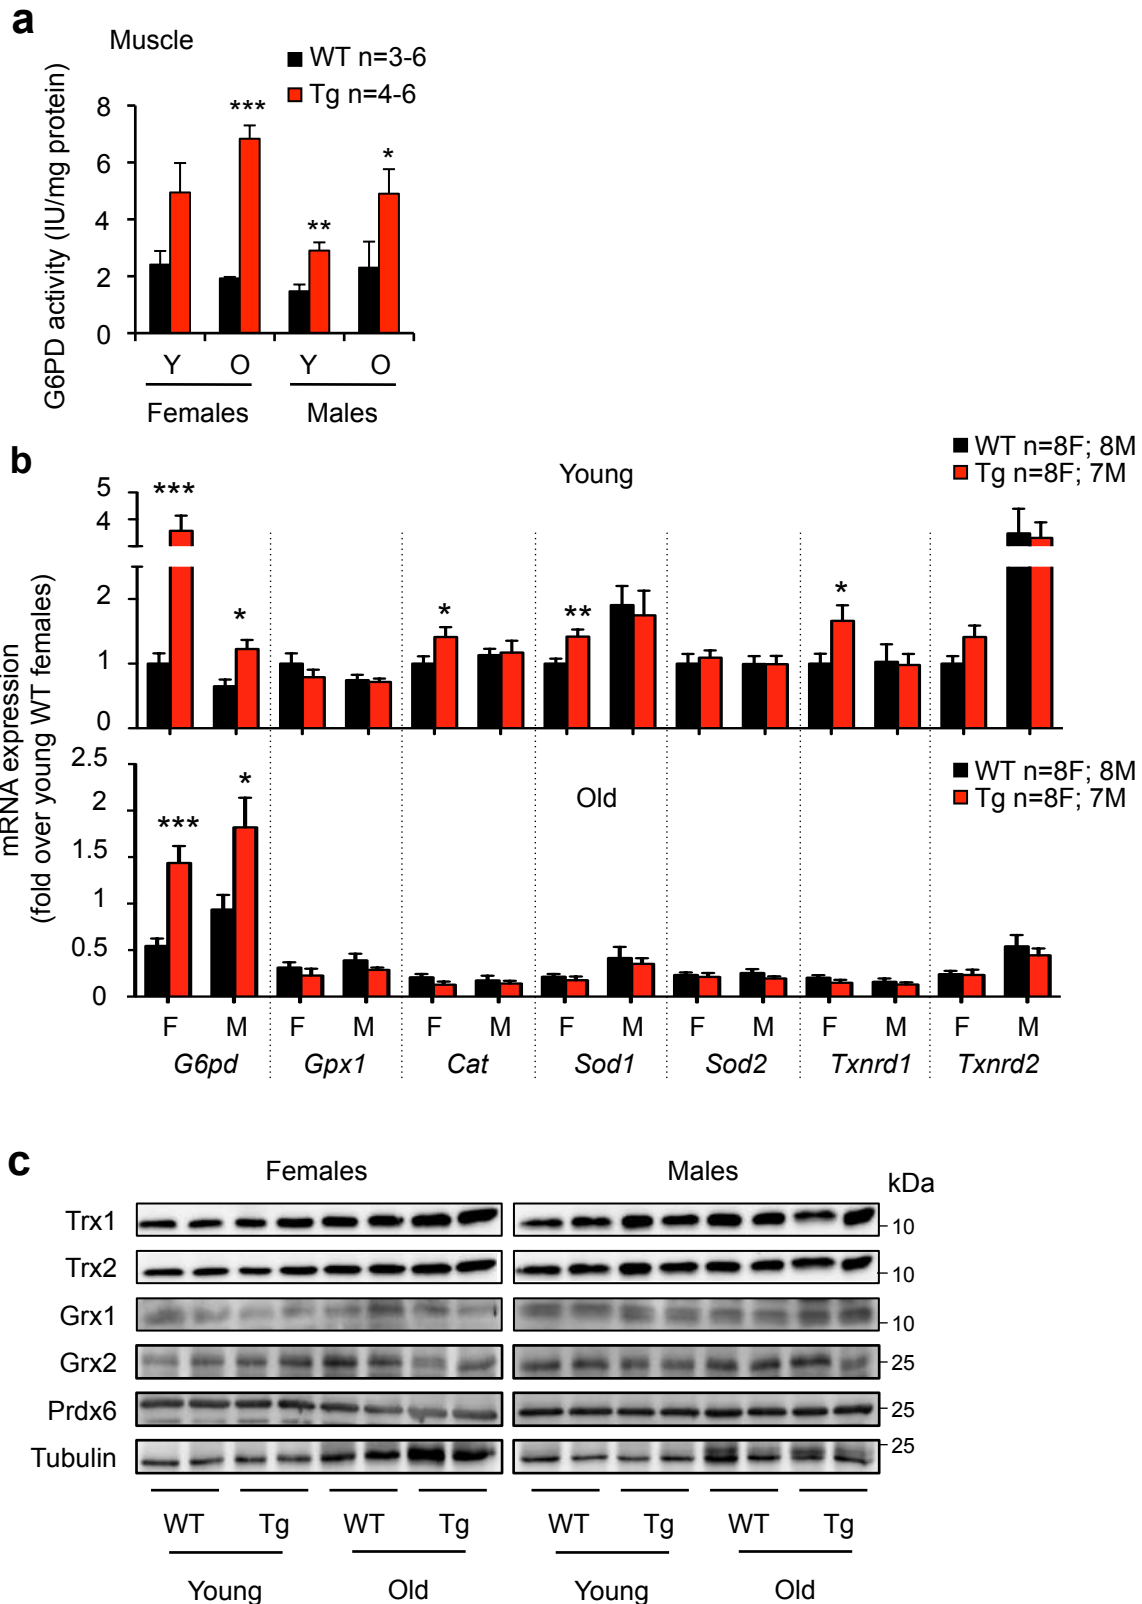 a
Muscle
WT n=3-6
Tg n=4-6
G6PD activity (IU/mg protein)
8
6
4
2
0
***
**
*
Y O Y O
Females Males
b
Young
WT n=8F; 8M
Tg n=8F; 7M
mRNA expression
(fold over young WT females)
5
4
2
1
0
*** * * ** *
Old
WT n=8F; 8M
Tg n=8F; 7M
2.5
2
1.5
1
0.5
0
*** *
F M F M F M F M F M F M F M
G6pd Gpx1 Cat Sod1 Sod2 Txnrd1 Txnrd2
c
Females Males
kDa
Trx1 10
Trx2 10
Grx1 10
Grx2 25
Prdx6 25
Tubulin 25
WT Tg WT Tg WT Tg WT Tg
Young Old Young Old